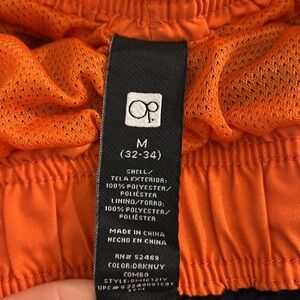 Op
M
(32-34)
SHELL/
TELA EXTERIOR:
100% POLYESTER/
POLIÉSTER
LINING/FORRO:
100% POLYESTER/
POLIÉSTER
MADE IN CHINA
HECHO EN CHINA
RN# 52469
COLOR:DRKNVY
COMBO